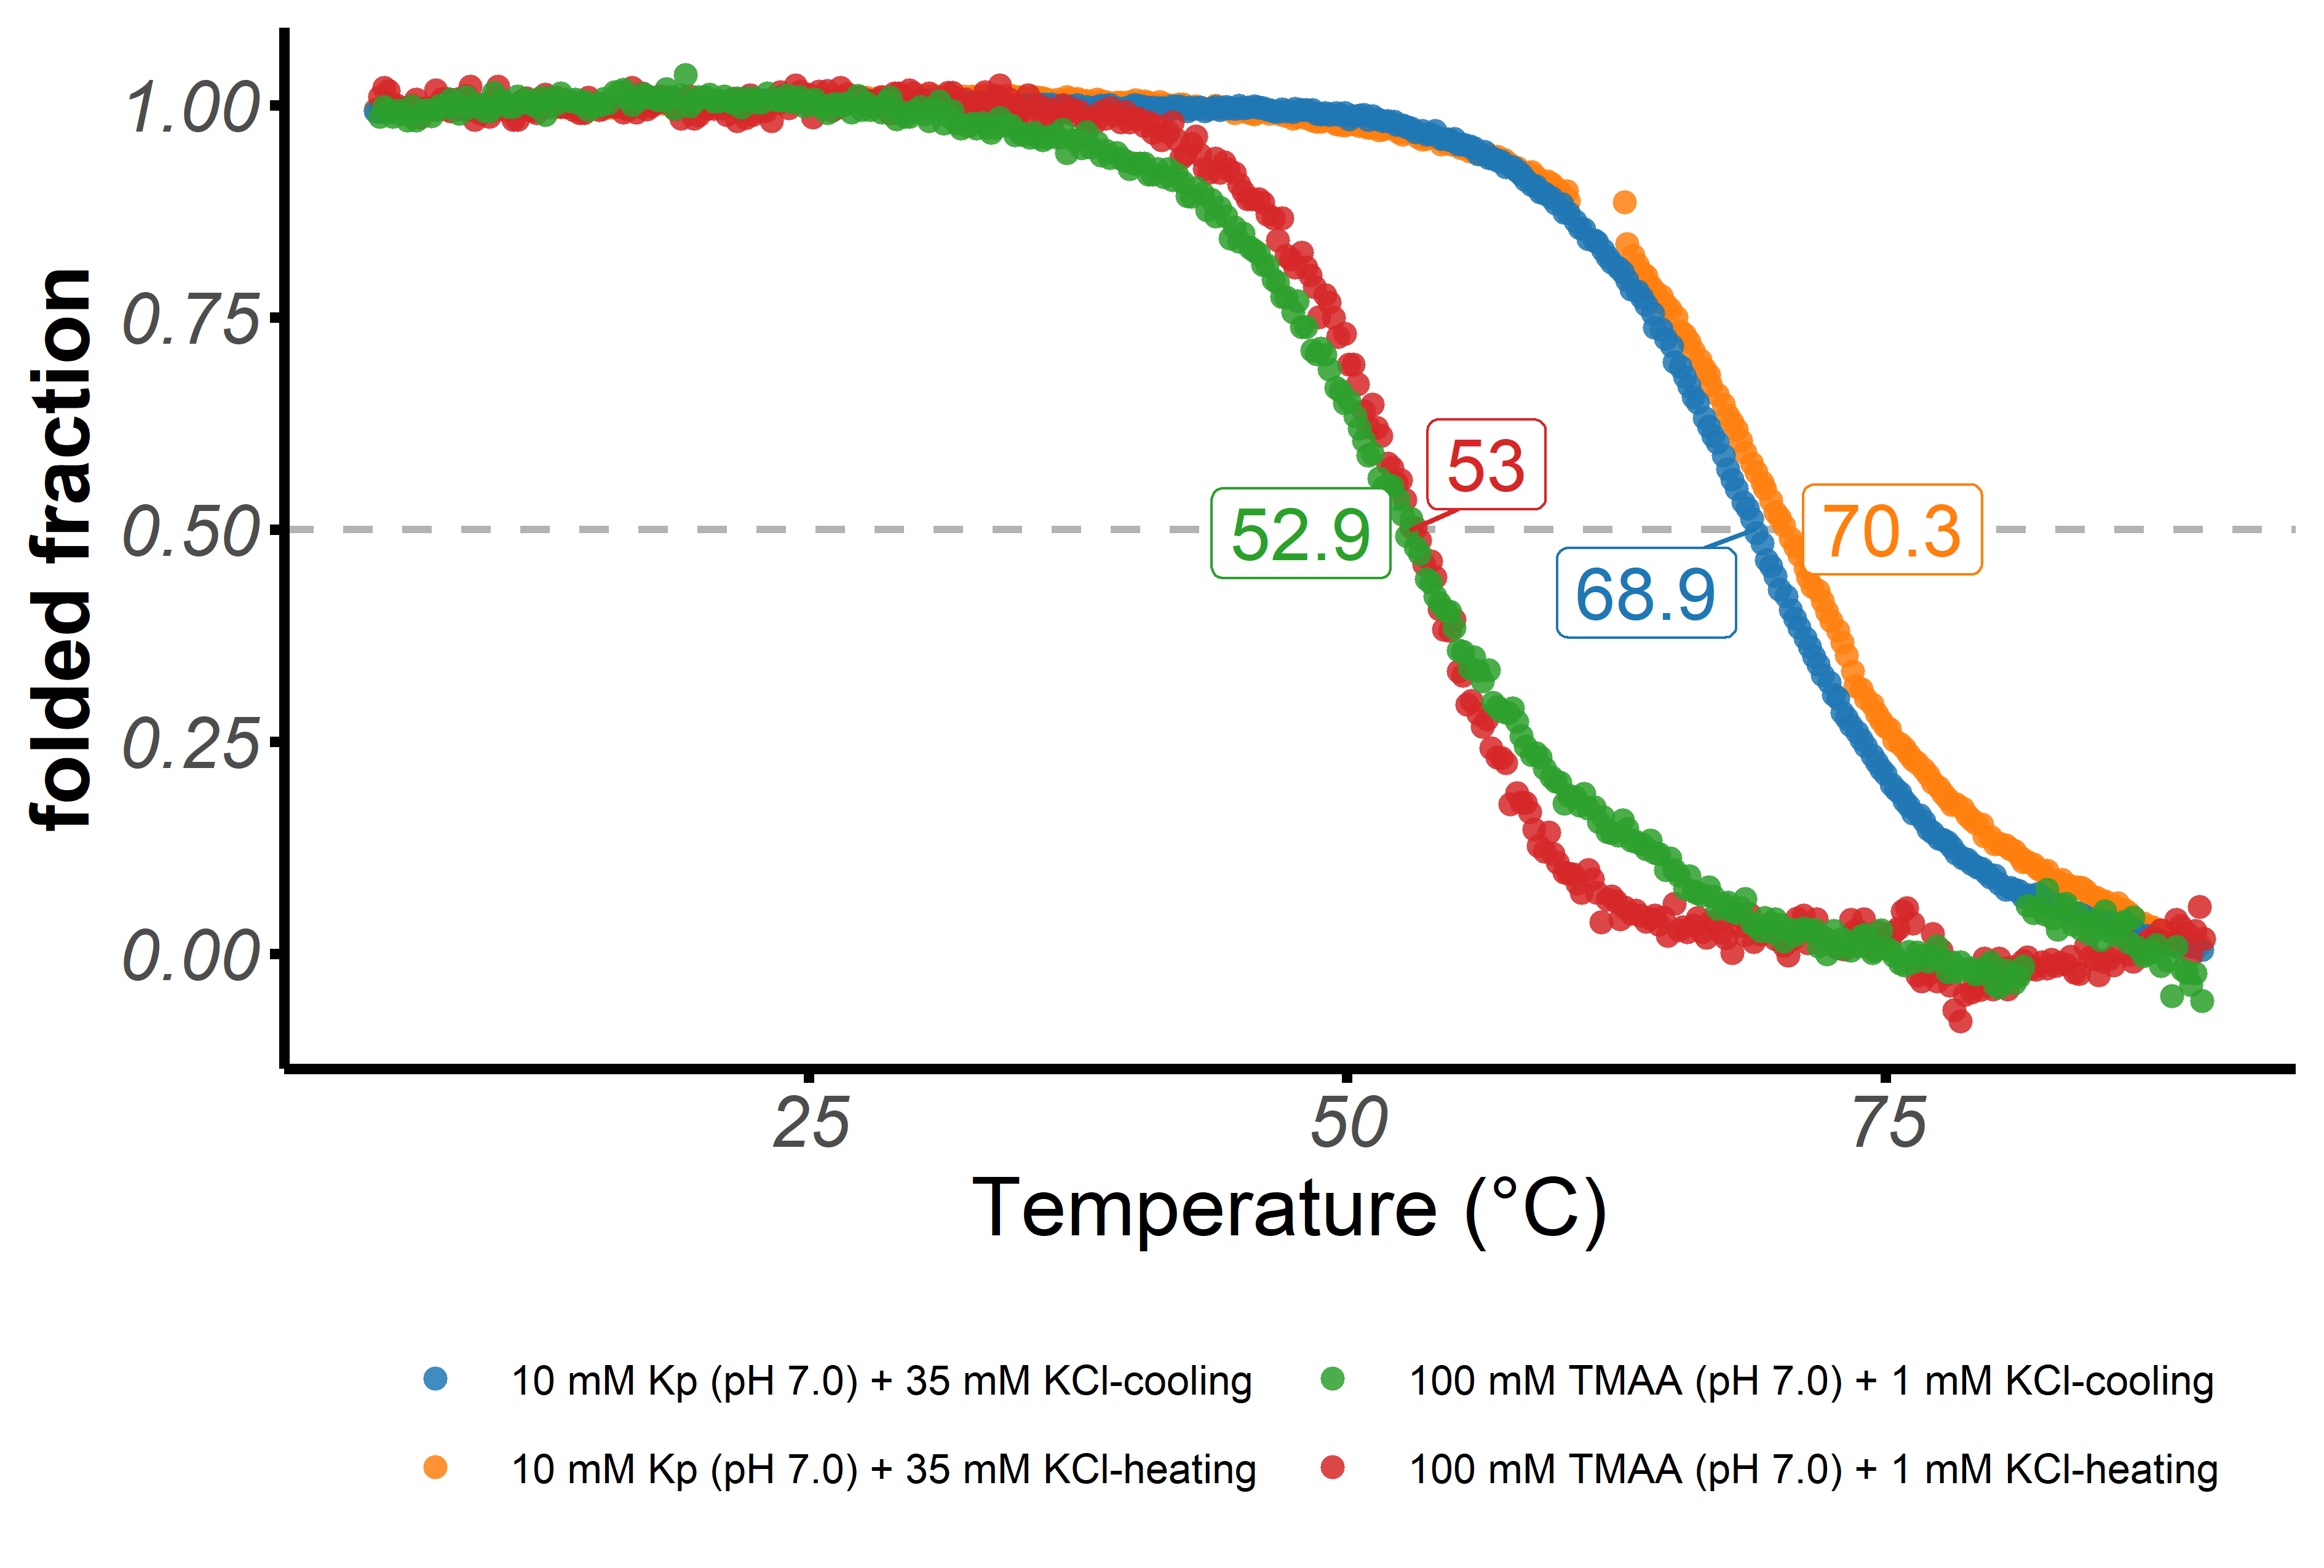 1.00
0.75
0.50
0.25
0.00
folded fraction
53
52.9
70.3
68.9
25
50
75
Temperature (°C)
10 mM Kp (pH 7.0) + 35 mM KCl-cooling
100 mM TMAA (pH 7.0) + 1 mM KCl-cooling
10 mM Kp (pH 7.0) + 35 mM KCl-heating
100 mM TMAA (pH 7.0) + 1 mM KCl-heating